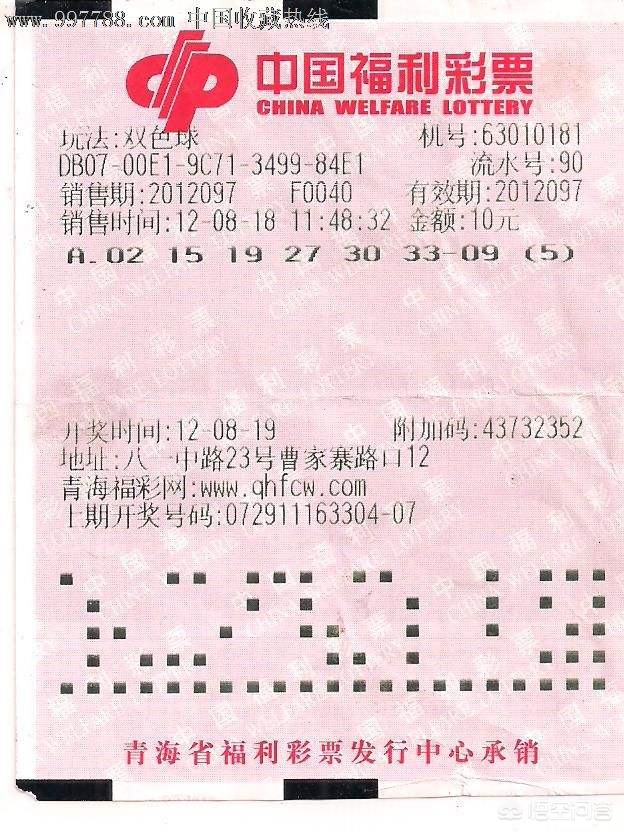 www.997788.com 中国收藏热线
中国福利彩票
CHINA WELFARE LOTTERY
玩法:双色球 机号:63010181
DB07-00E1-9C71-3499-84E1 流水号:90
销售期:2012097 F0040 有效期:2012097
销售时间:12-08-18 11:48:32 金额:10元
A.02 15 19 27 30 33-09 (5)
开奖时间:12-08-19 附加码:43732352
地址:八一中路23号曹家寨路口12
青海福彩网:www.qhfcw.com
上期开奖号码:072911163304-07
青海省福利彩票发行中心承销
悟空问答